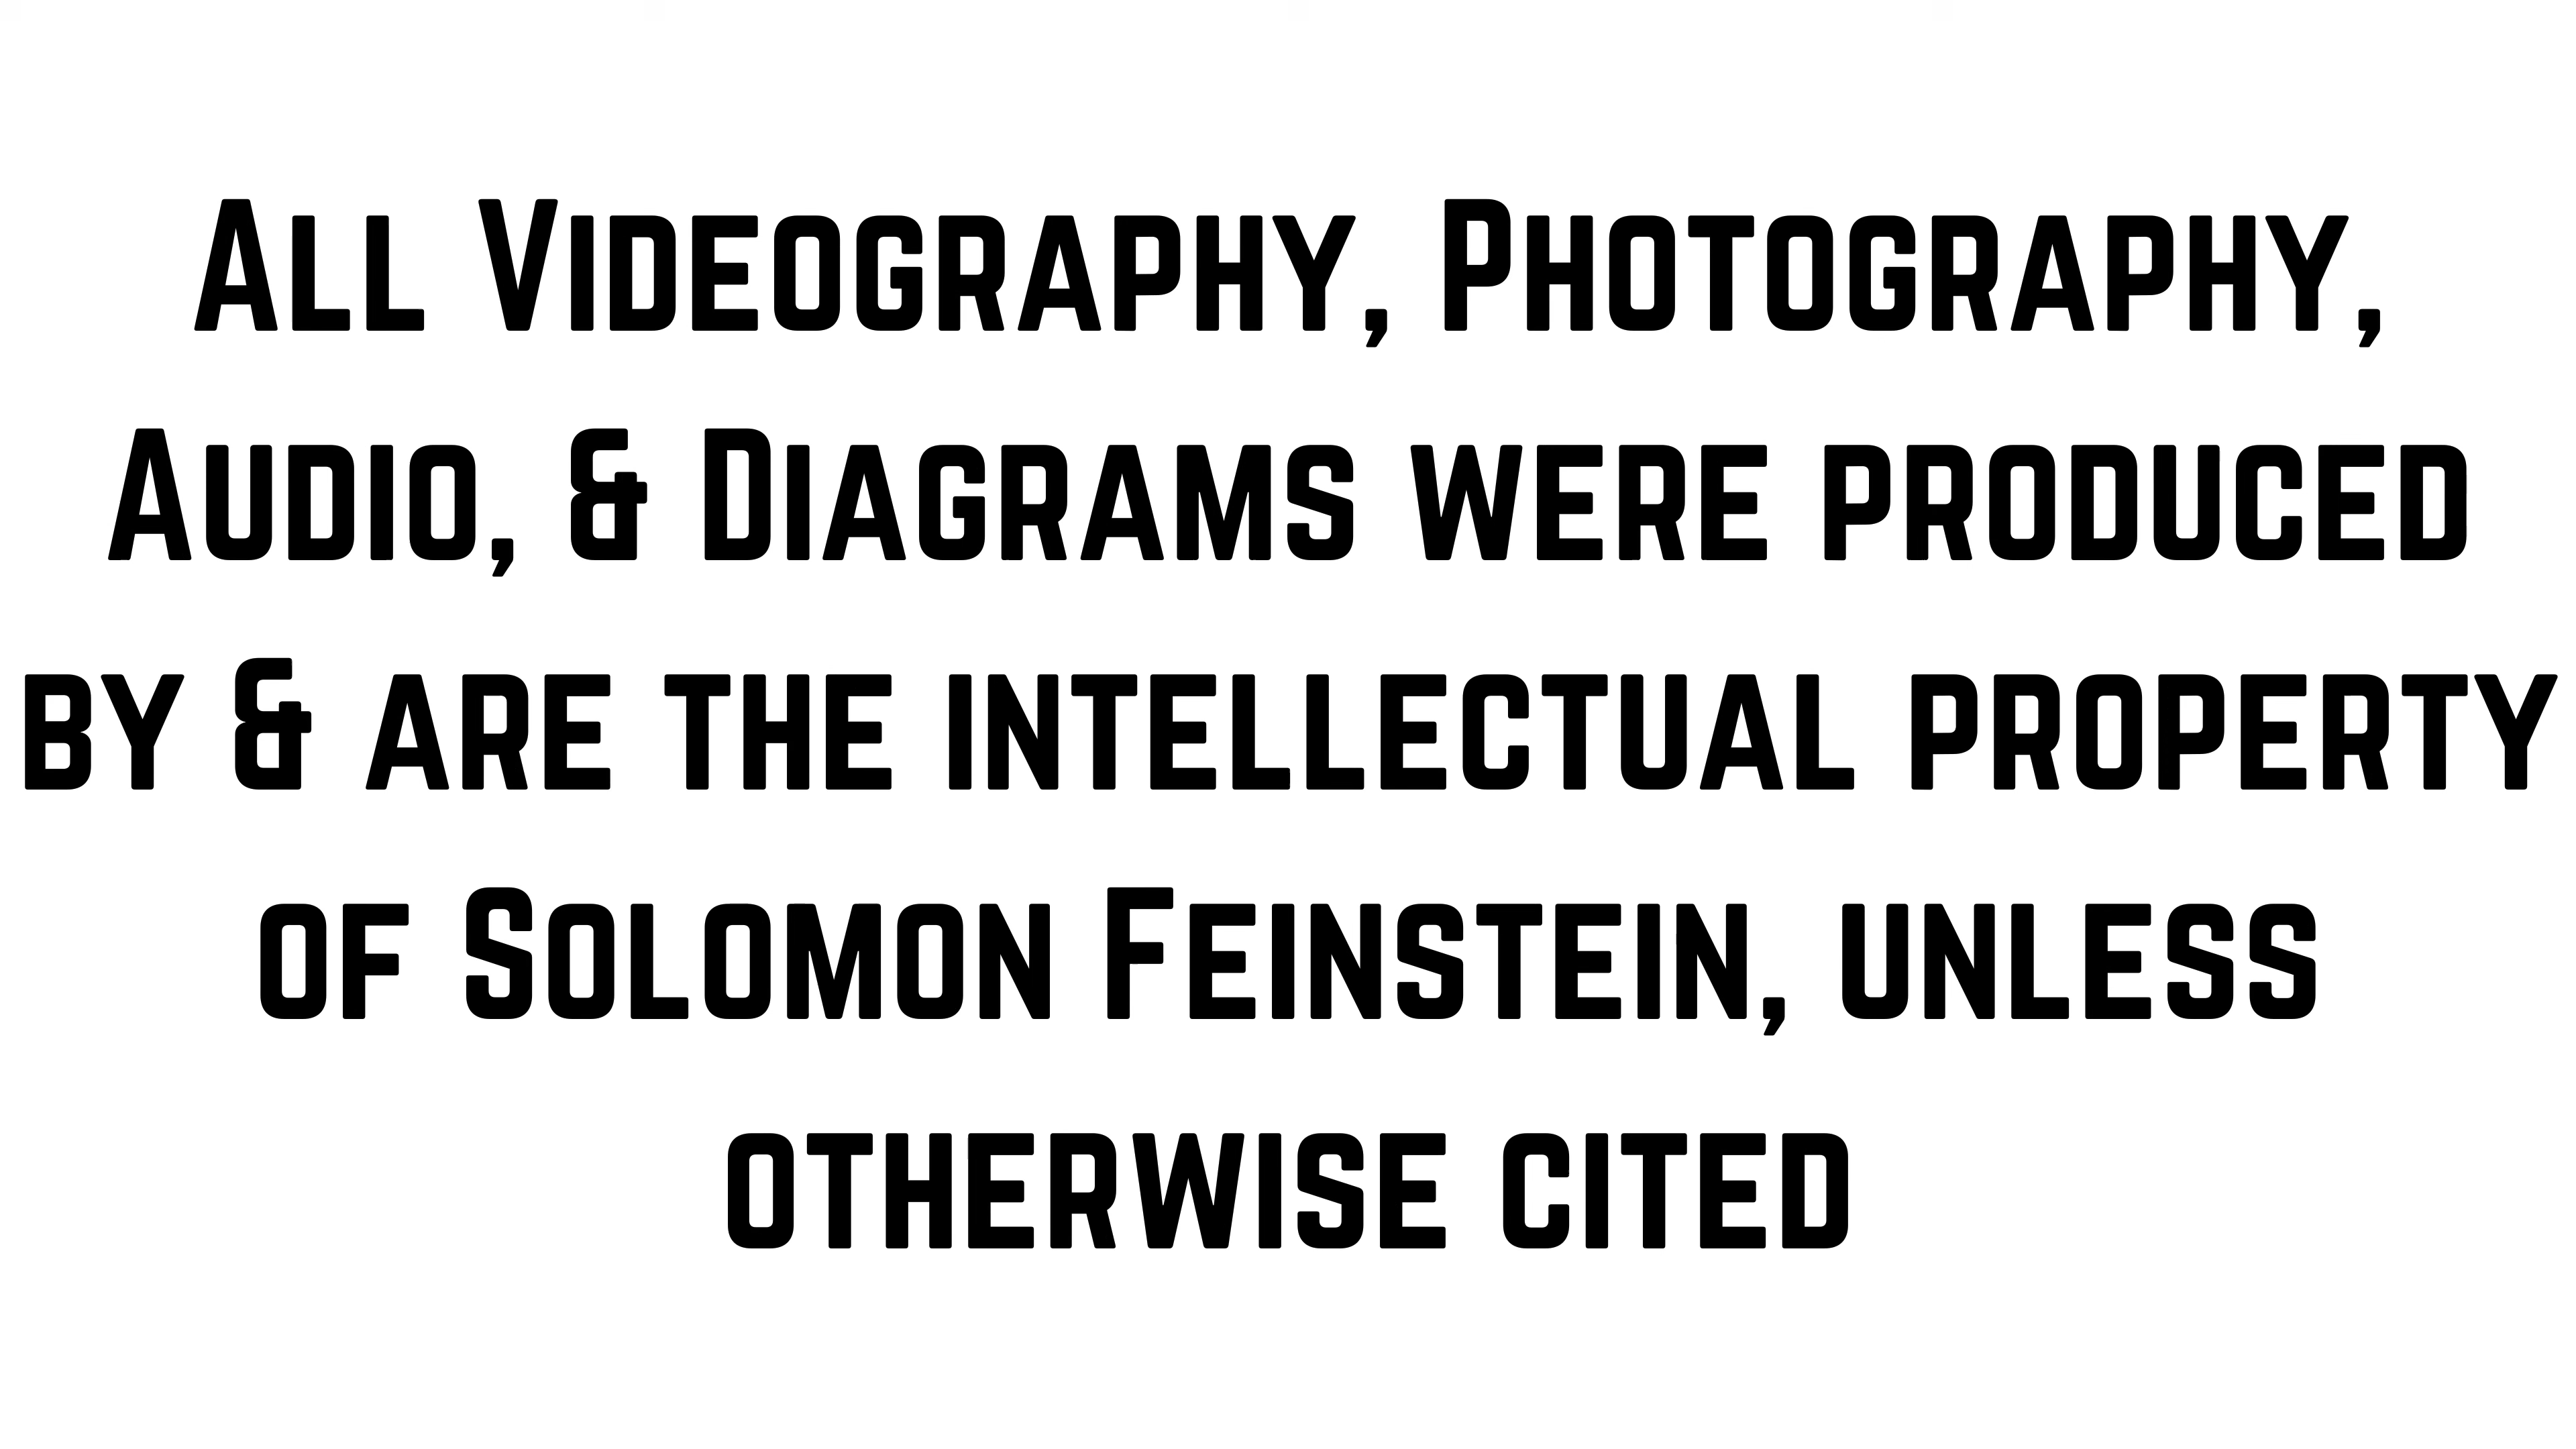 All Videography, Photography,
Audio, & Diagrams were produced
by & are the intellectual property
of Solomon Feinstein, unless
otherwise cited